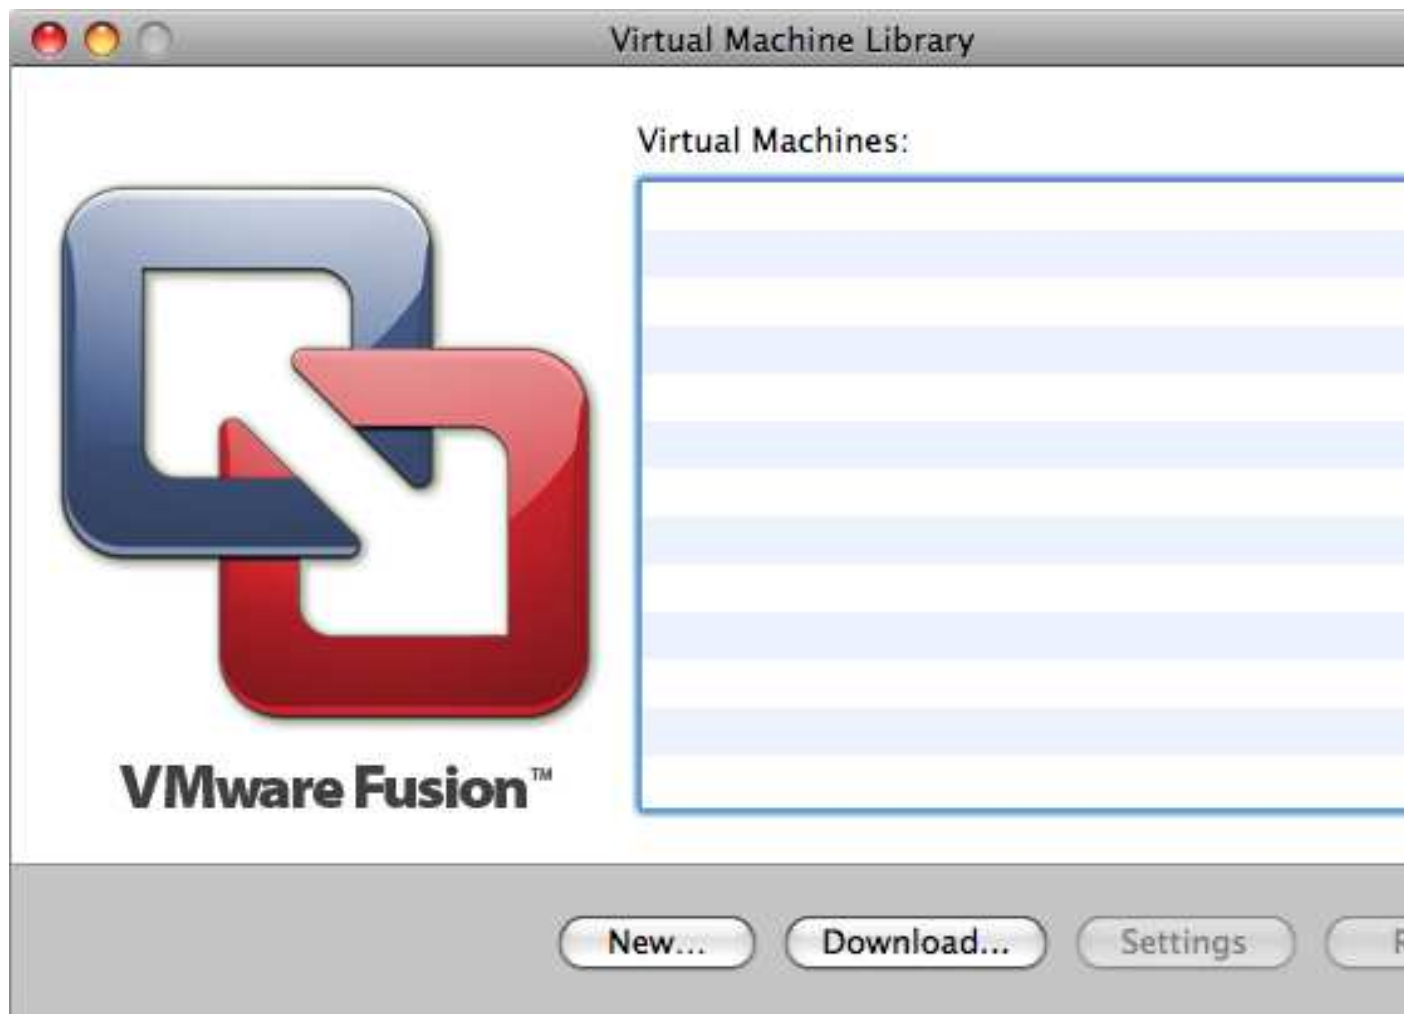 Virtual Machine Library
Virtual Machines:
VMware Fusion™
New...
Download...
Settings